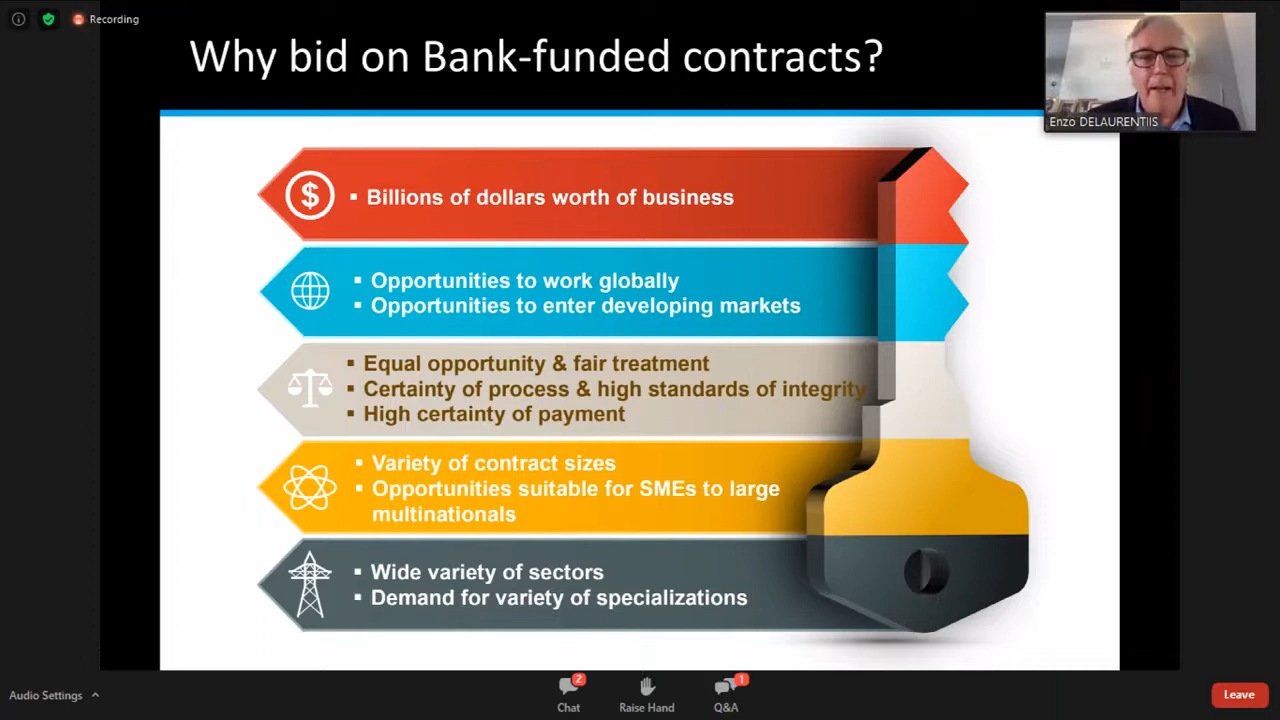 Recording
Why bid on Bank-funded contracts?
Enzo DELAURENTIIS
$
▪ Billions of dollars worth of business
▪ Opportunities to work globally
▪ Opportunities to enter developing markets
▪ Equal opportunity & fair treatment
▪ Certainty of process & high standards of integrity
▪ High certainty of payment
▪ Variety of contract sizes
▪ Opportunities suitable for SMEs to large
multinationals
▪ Wide variety of sectors
▪ Demand for variety of specializations
Audio Settings
2
Chat
Raise Hand
1
Q&A
Leave